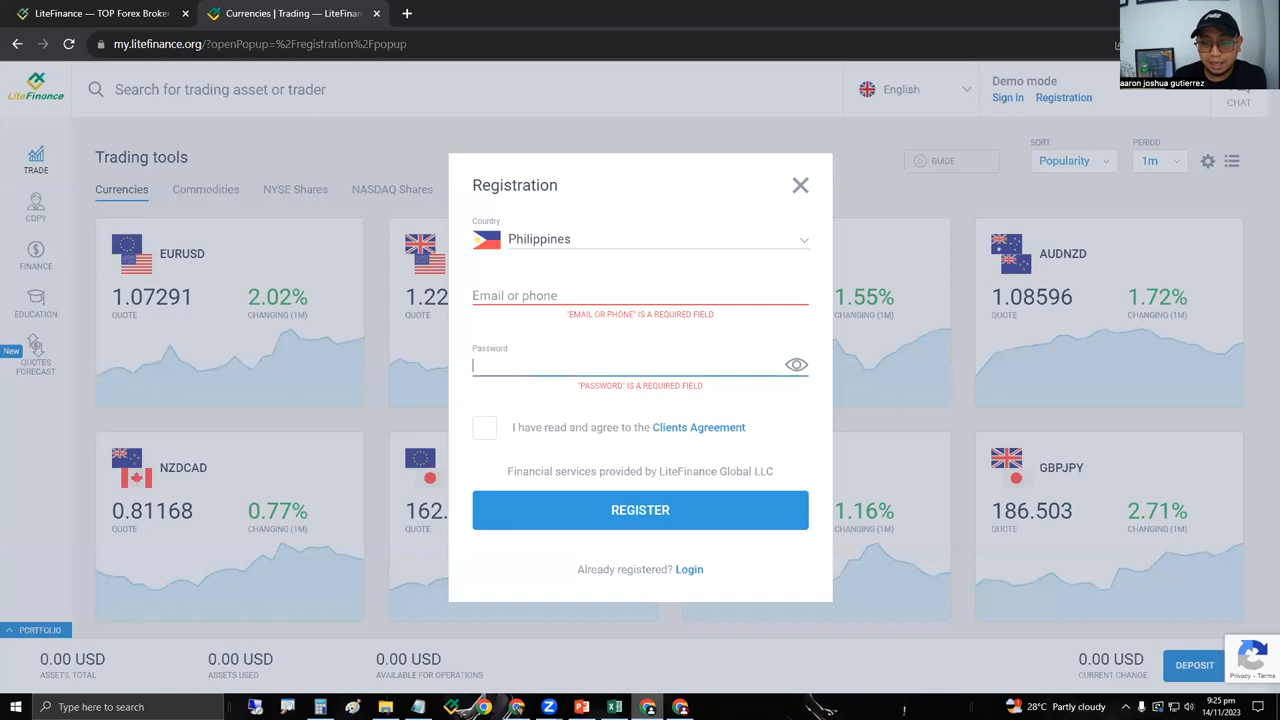 LiteFinance — TOP Forex Broker
Currencies | Trading — LiteFinan
my.litefinance.org/?openPopup=%2Fregistration%2Fpopup
aaron joshua gutierrez
LiteFinance
Search for trading asset or trader
English
Demo mode
Sign in Registration
CHAT
TRADE
COPY
FINANCE
EDUCATION
New
QUOTES
FORECAST
Trading tools
GUIDE
SORT
Popularity
PERIOD
1m
Currencies
Commodities
NYSE Shares
NASDAQ Shares
EURUSD
1.07291 2.02%
QUOTE CHANGING (1M)
1.22
QUOTE
1.55%
CHANGING (1M)
AUDNZD
1.08596 1.72%
QUOTE CHANGING (1M)
NZDCAD
0.81168 0.77%
QUOTE CHANGING (1M)
162.
QUOTE
1.16%
CHANGING (1M)
GBPJPY
186.503 2.71%
QUOTE CHANGING (1M)
Registration
Country
Philippines
Email or phone
"EMAIL OR PHONE" IS A REQUIRED FIELD
Password
"PASSWORD" IS A REQUIRED FIELD
I have read and agree to the Clients Agreement
Financial services provided by LiteFinance Global LLC
REGISTER
Already registered? Login
PORTFOLIO
0.00 USD
ASSETS, TOTAL
0.00 USD
ASSETS USED
0.00 USD
AVAILABLE FOR OPERATIONS
0.00 USD
CURRENT CHANGE
DEPOSIT
Privacy - Terms
Type here to search
28°C Partly cloudy
9:25 pm
14/11/2023